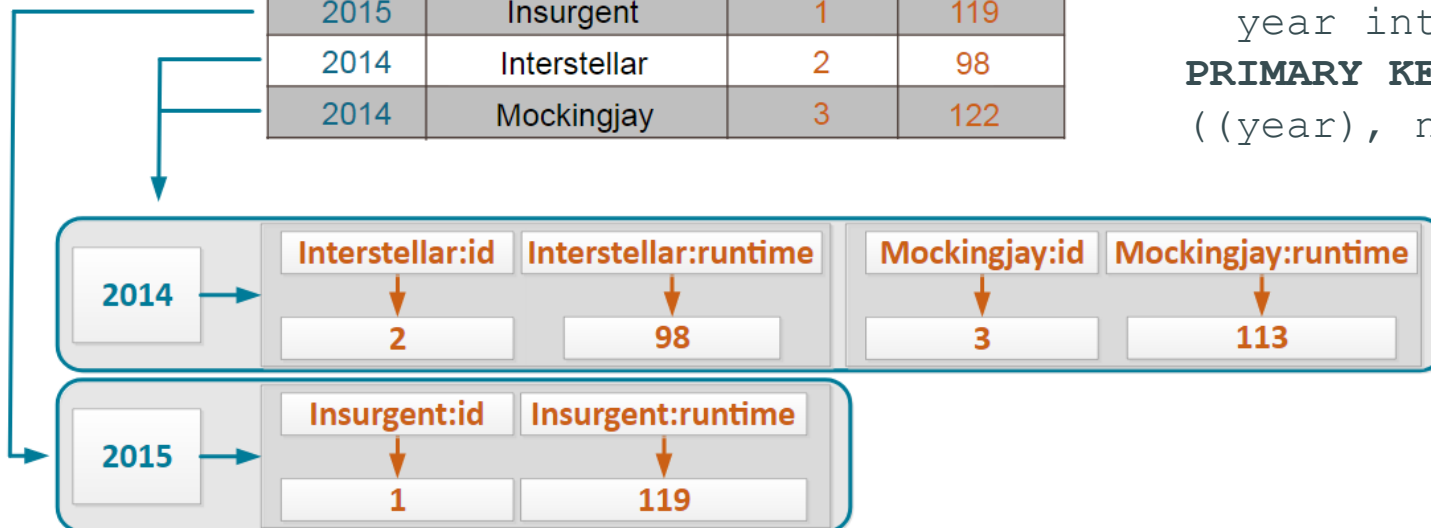 2015 Insurgent 1 119
2014 Interstellar 2 98
2014 Mockingjay 3 122
year int
PRIMARY KE
((year), n
Interstellar:id Interstellar:runtime Mockingjay:id Mockingjay:runtime
2014
2 98 3 113
Insurgent:id Insurgent:runtime
2015
1 119